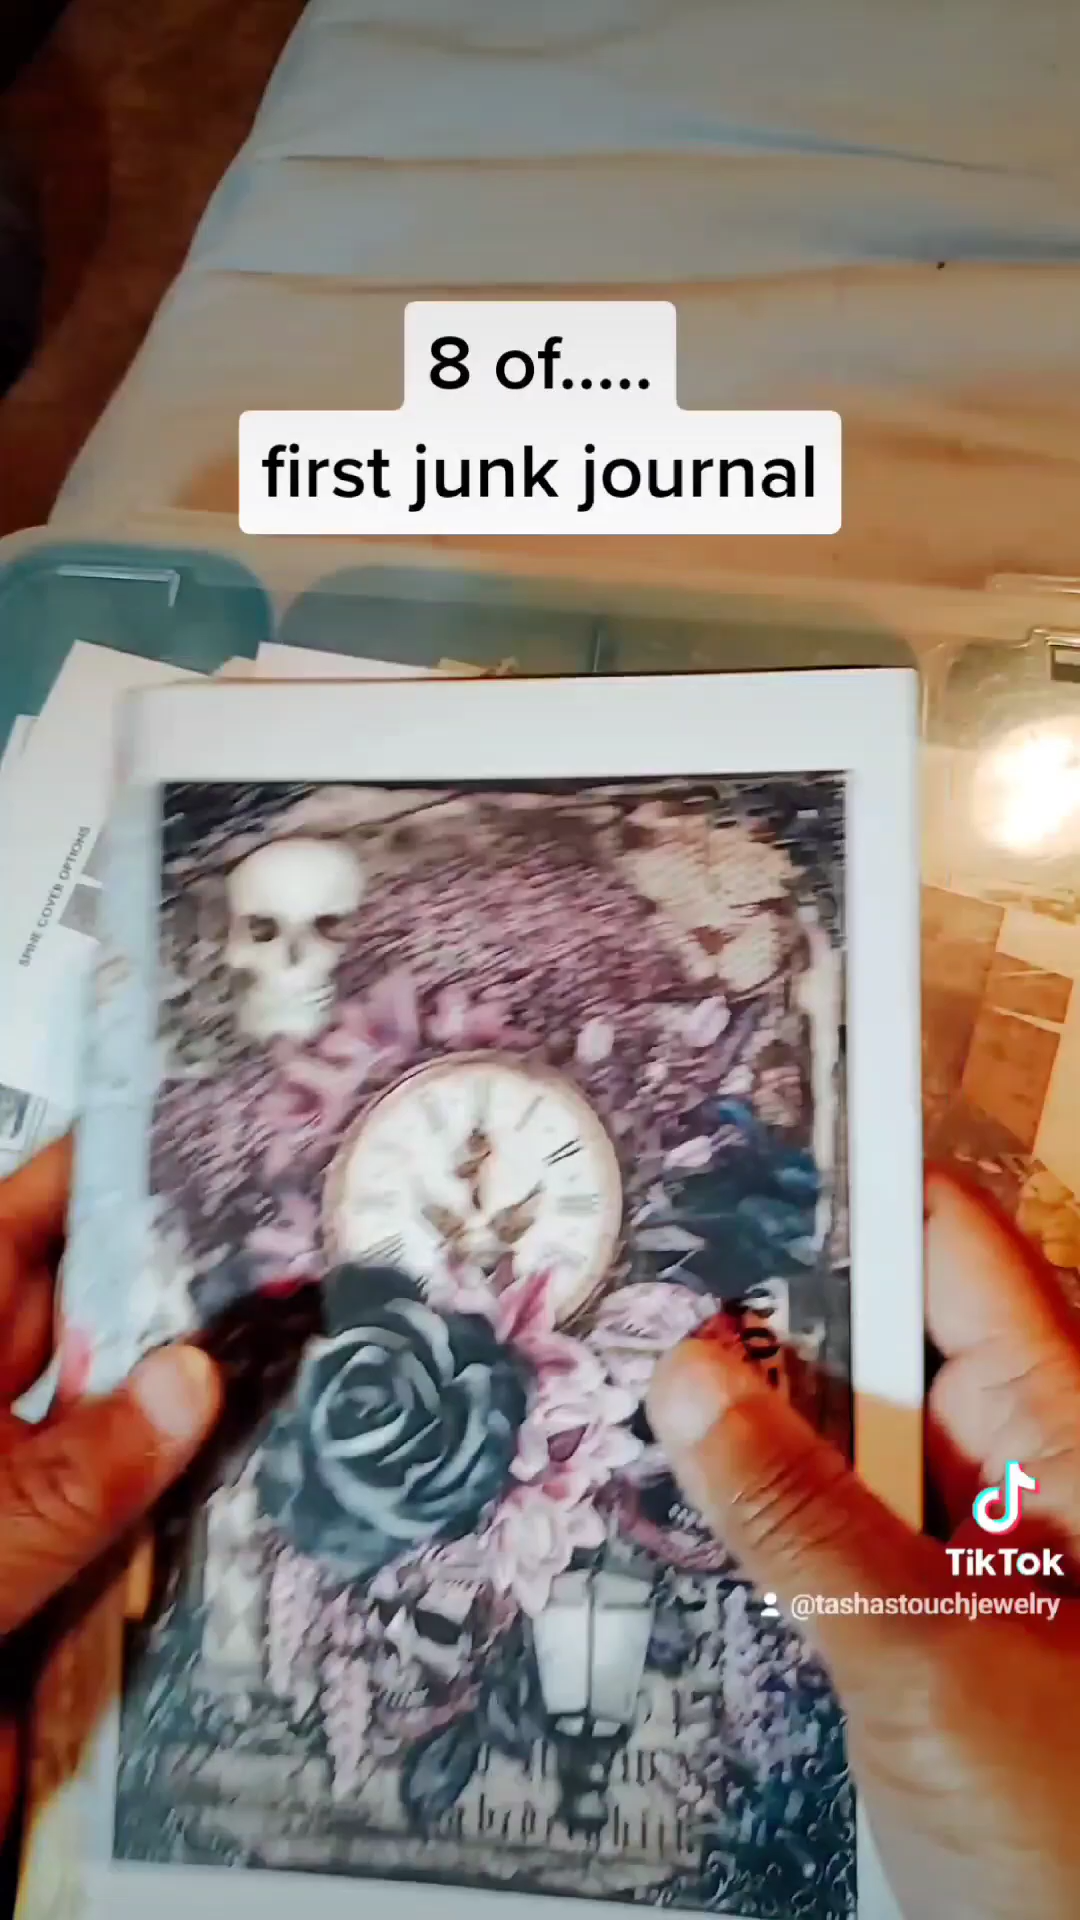 8 of.....
first junk journal
SPINE COVER OPTIONS
TikTok
@tashastouchjewelry